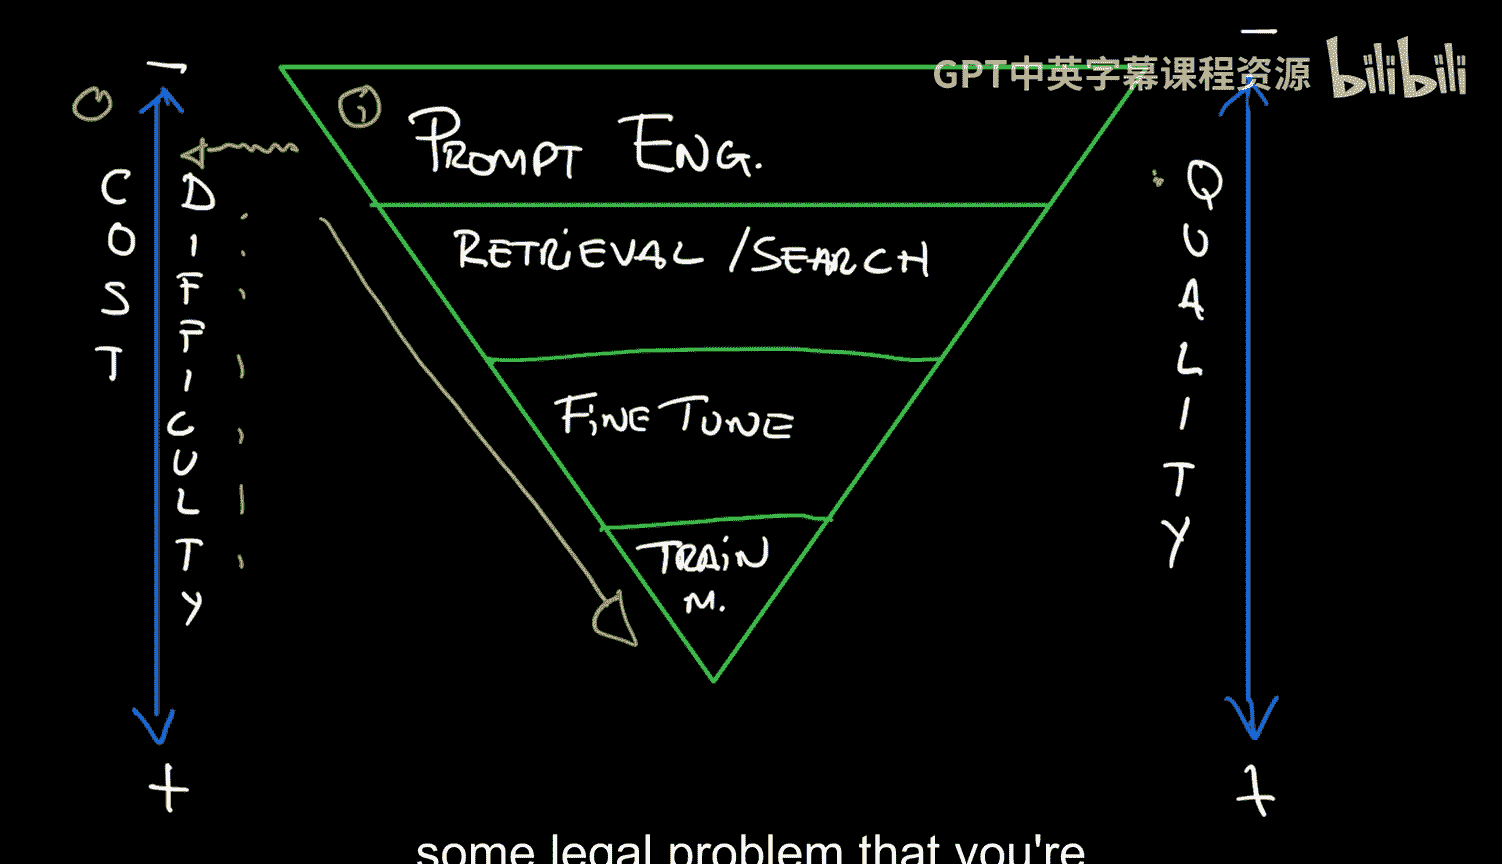 GPT中英字幕课程资源 bilibili
PROMPT ENG.
RETRIEVAL / SEARCH
FINE TUNE
TRAIN
M.
COST
DIFFICULTY
QUALITY
−
+
−
+
some legal problem that you're